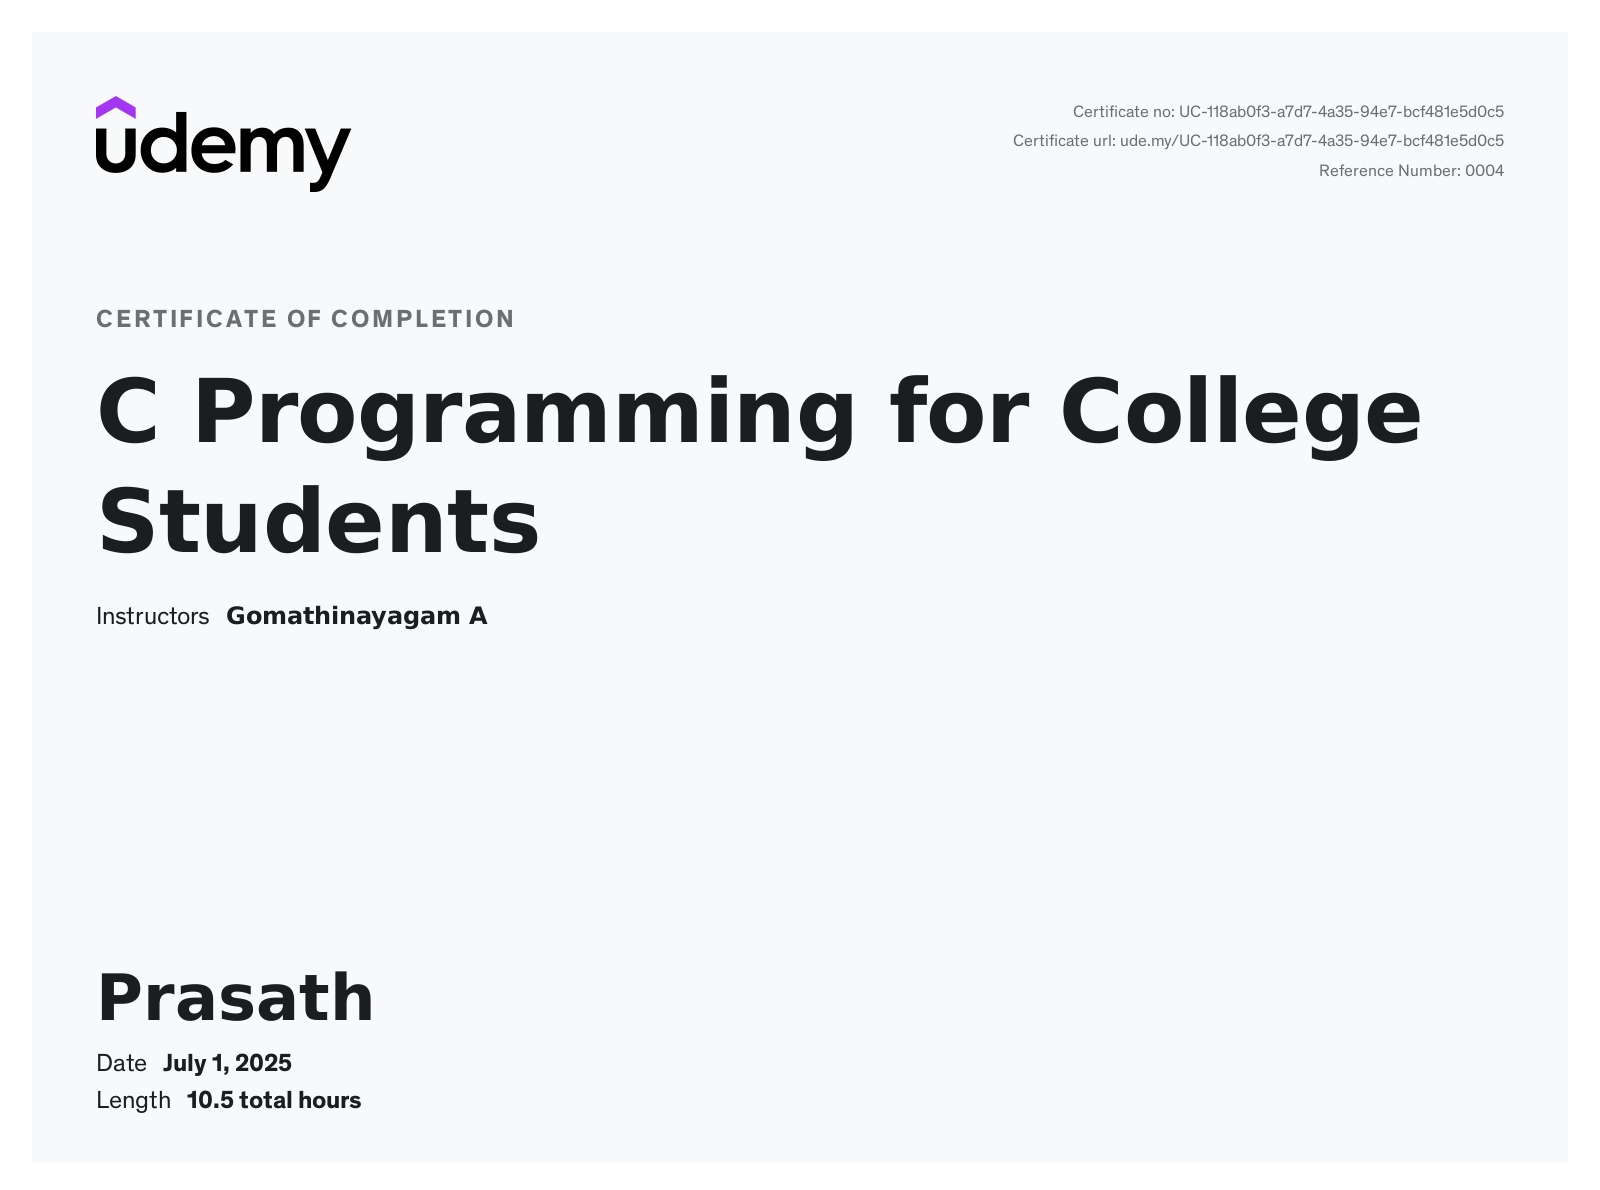 udemy
Certificate no: UC-118ab0f3-a7d7-4a35-94e7-bcf481e5d0c5
Certificate url: ude.my/UC-118ab0f3-a7d7-4a35-94e7-bcf481e5d0c5
Reference Number: 0004
CERTIFICATE OF COMPLETION
C Programming for College
Students
Instructors Gomathinayagam A
Prasath
Date July 1, 2025
Length 10.5 total hours